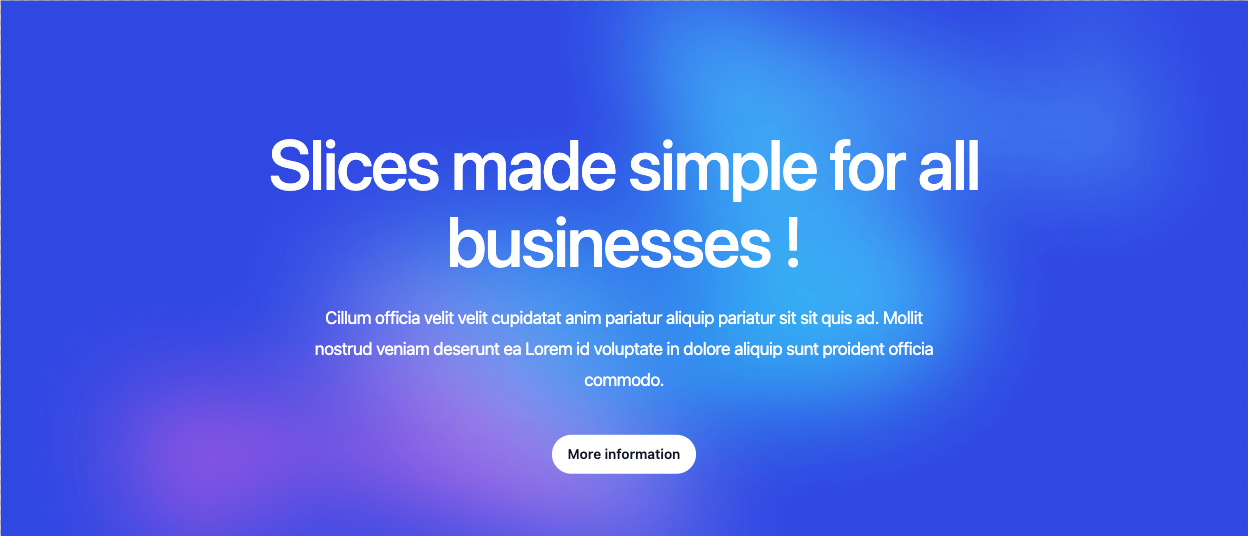 Slices made simple for all
businesses !
Cillum officia velit velit cupidatat anim pariatur aliquip pariatur sit sit quis ad. Mollit
nostrud veniam deserunt ea Lorem id voluptate in dolore aliquip sunt proident officia
commodo.
More information